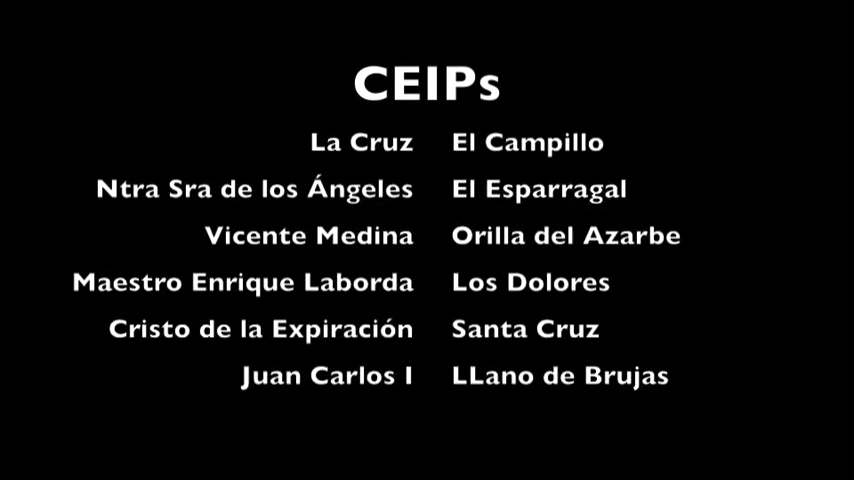 CEIPs
La Cruz El Campillo
Ntra Sra de los Ángeles El Esparragal
Vicente Medina Orilla del Azarbe
Maestro Enrique Laborda Los Dolores
Cristo de la Expiración Santa Cruz
Juan Carlos I LLano de Brujas